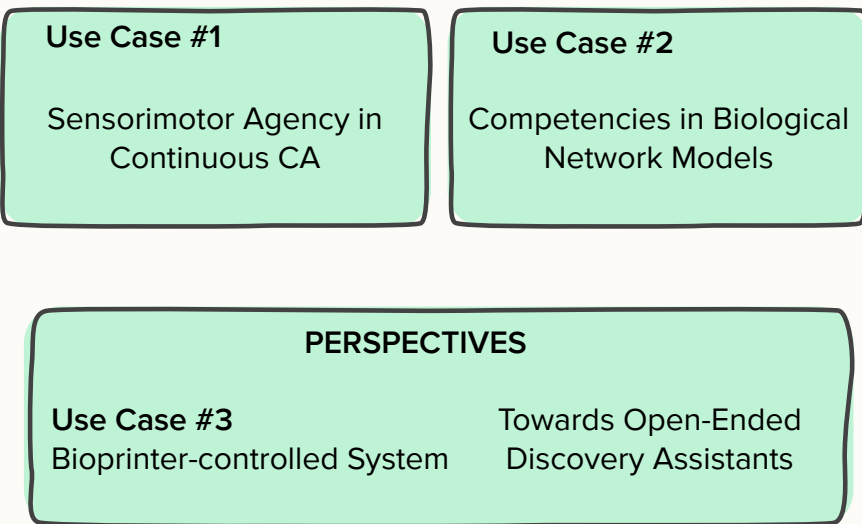 Use Case #1
Sensorimotor Agency in
Continuous CA
Use Case #2
Competencies in Biological
Network Models
PERSPECTIVES
Use Case #3
Bioprinter-controlled System
Towards Open-Ended
Discovery Assistants